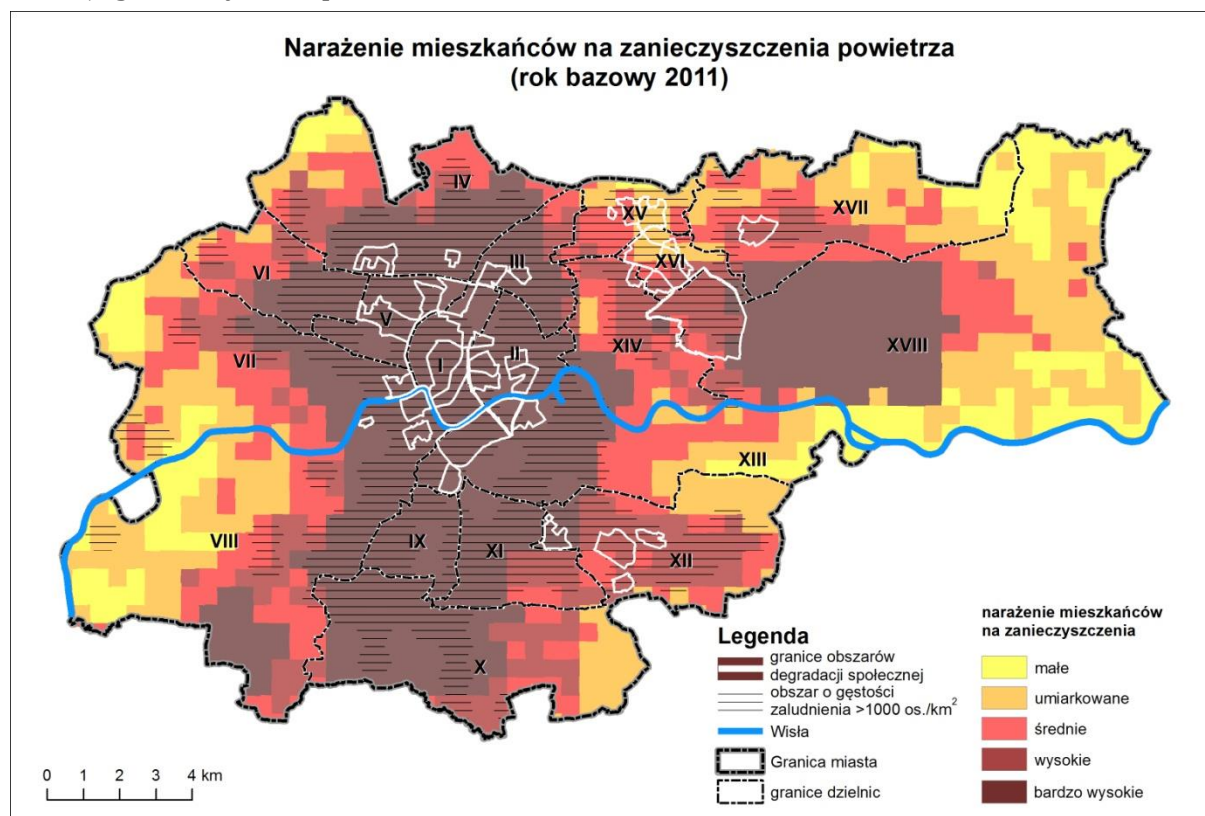 Narażenie mieszkańców na zanieczyszczenia powietrza
(rok bazowy 2011)
IV
XV
XVII
VI
III
XVI
V
VII
I
II
XIV
XVIII
XIII
VIII
IX
XI
XII
X
Legenda
granice obszarów
degradacji społecznej
obszar o gęstości
zaludnienia >1000 os./km²
Wisła
Granica miasta
granice dzielnic
narażenie mieszkańców
na zanieczyszczenia
małe
umiarkowane
średnie
wysokie
bardzo wysokie
0 1 2 3 4 km